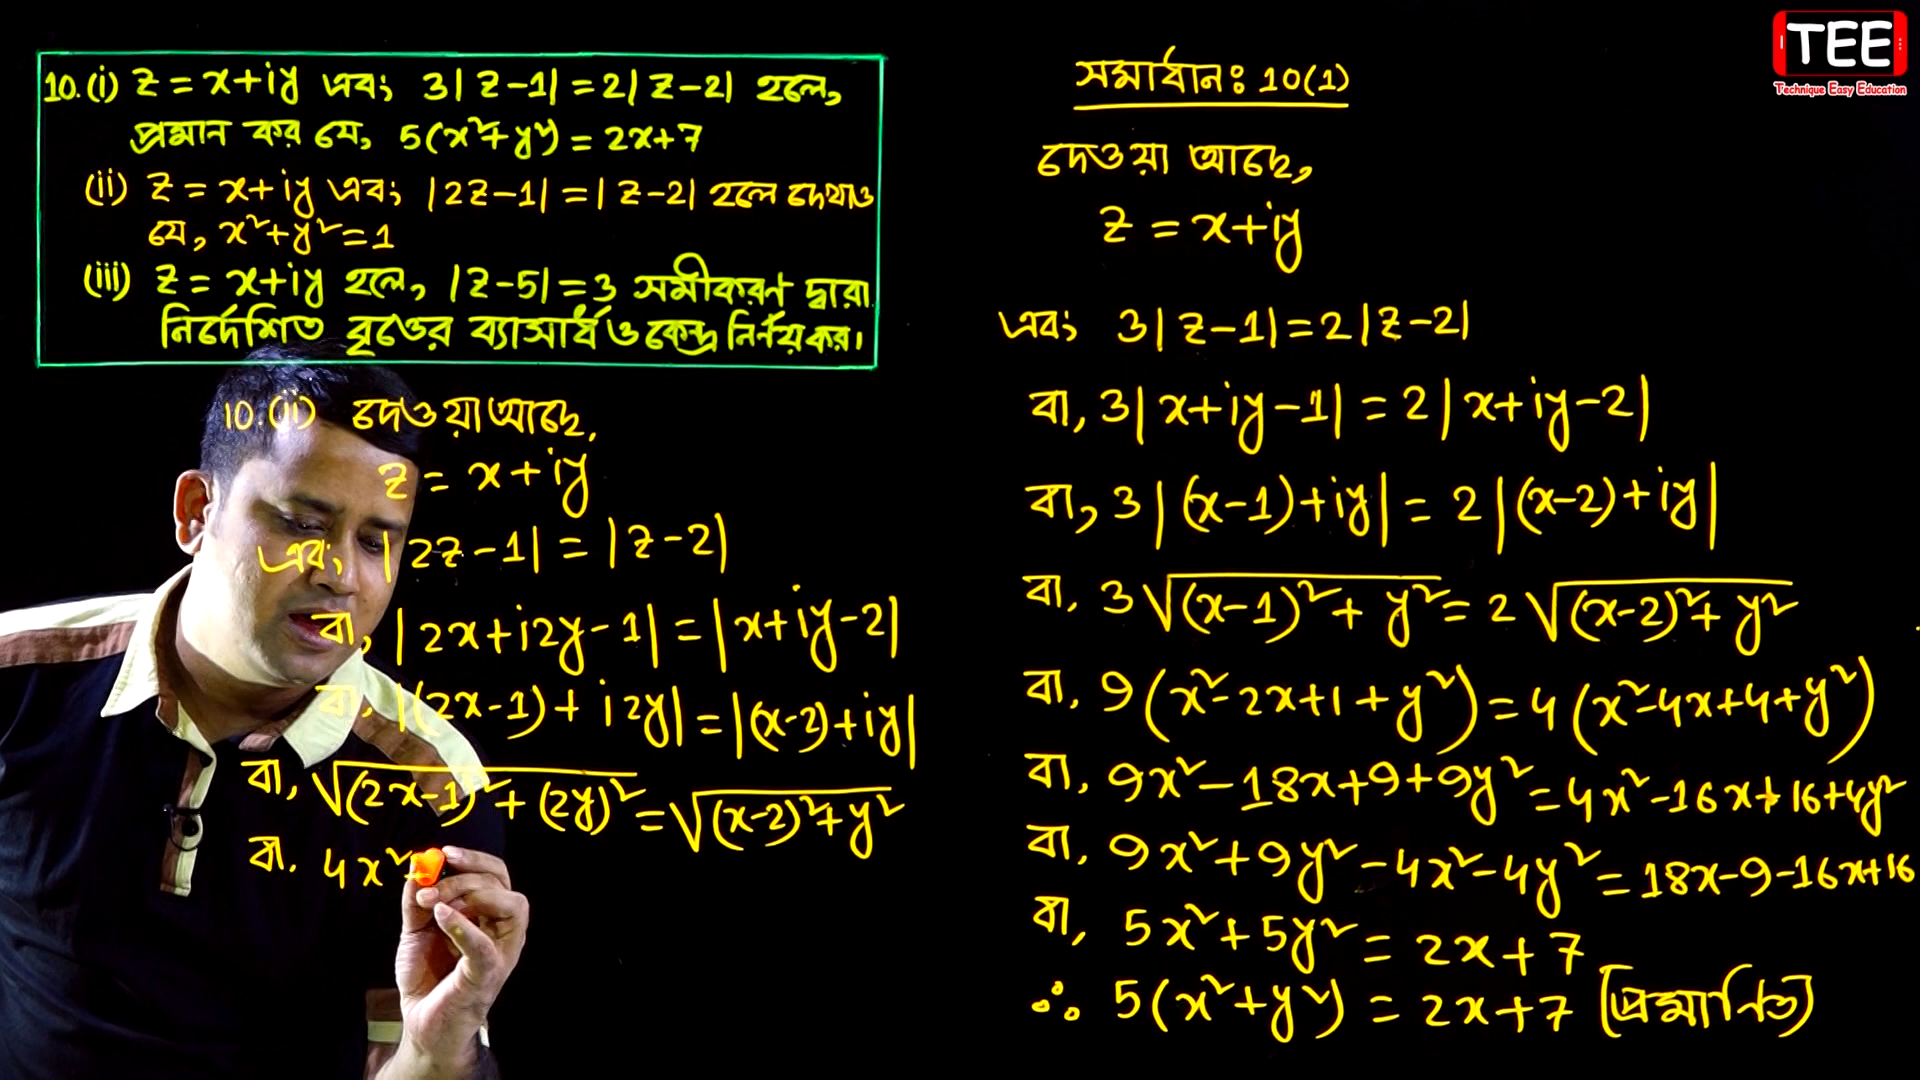 10.(i) z = x+iy এবং 3|z-1| = 2|z-2| হলে,
প্রমান কর যে, 5(x²+y²) = 2x+7
(ii) z = x+iy এবং |2z-1| = |z-2| হলে দেখাও
যে, x²+y²=1
(iii) z = x+iy হলে, |z-5| = 3 সমীকরণ দ্বারা
নির্দেশিত বৃত্তের ব্যাসার্ধ ও কেন্দ্র নির্ণয় কর।
10.(ii) দেওয়া আছে,
z = x+iy
এবং |2z-1| = |z-2|
বা, |2x+i2y-1| = |x+iy-2|
বা, |(2x-1)+i2y| = |(x-2)+iy|
বা, √(2x-1)²+(2y)² = √(x-2)²+y²
বা. 4x²-
সমাধানঃ 10(1)
দেওয়া আছে,
z = x+iy
এবং 3|z-1| = 2|z-2|
বা, 3|x+iy-1| = 2|x+iy-2|
বা, 3|(x-1)+iy| = 2|(x-2)+iy|
বা, 3√(x-1)²+y² = 2√(x-2)²+y²
বা, 9(x²-2x+1+y²) = 4(x²-4x+4+y²)
বা, 9x²-18x+9+9y² = 4x²-16x+16+4y²
বা, 9x²+9y²-4x²-4y² = 18x-9-16x+16
বা, 5x²+5y² = 2x+7
∴ 5(x²+y²) = 2x+7 [প্রমাণিত]
TEE
Technique Easy Education